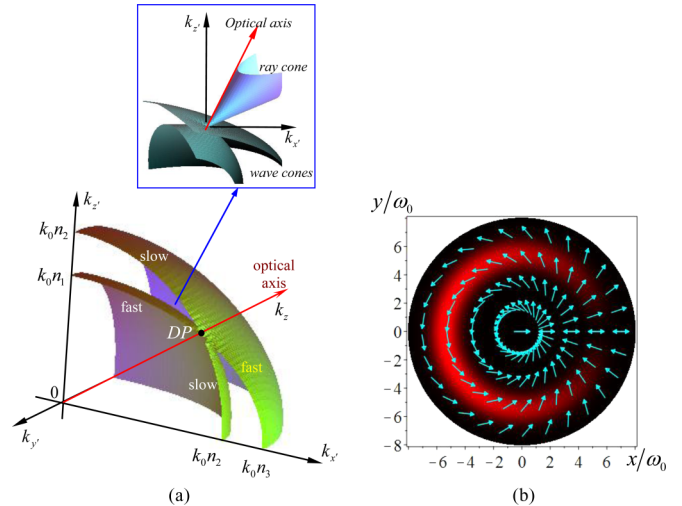 k_z'
Optical axis
ray cone
k_x'
wave cones
k_z'
k_0n_2
k_0n_1
slow
fast
optical
axis
k_z
DP
slow
fast
0
k_y'
k_0n_2
k_0n_3
k_x'
(a)
y/ω_0
8
6
4
2
0
−2
−4
−6
−8
−6 −4 −2 0 2 4 6
x/ω_0
(b)